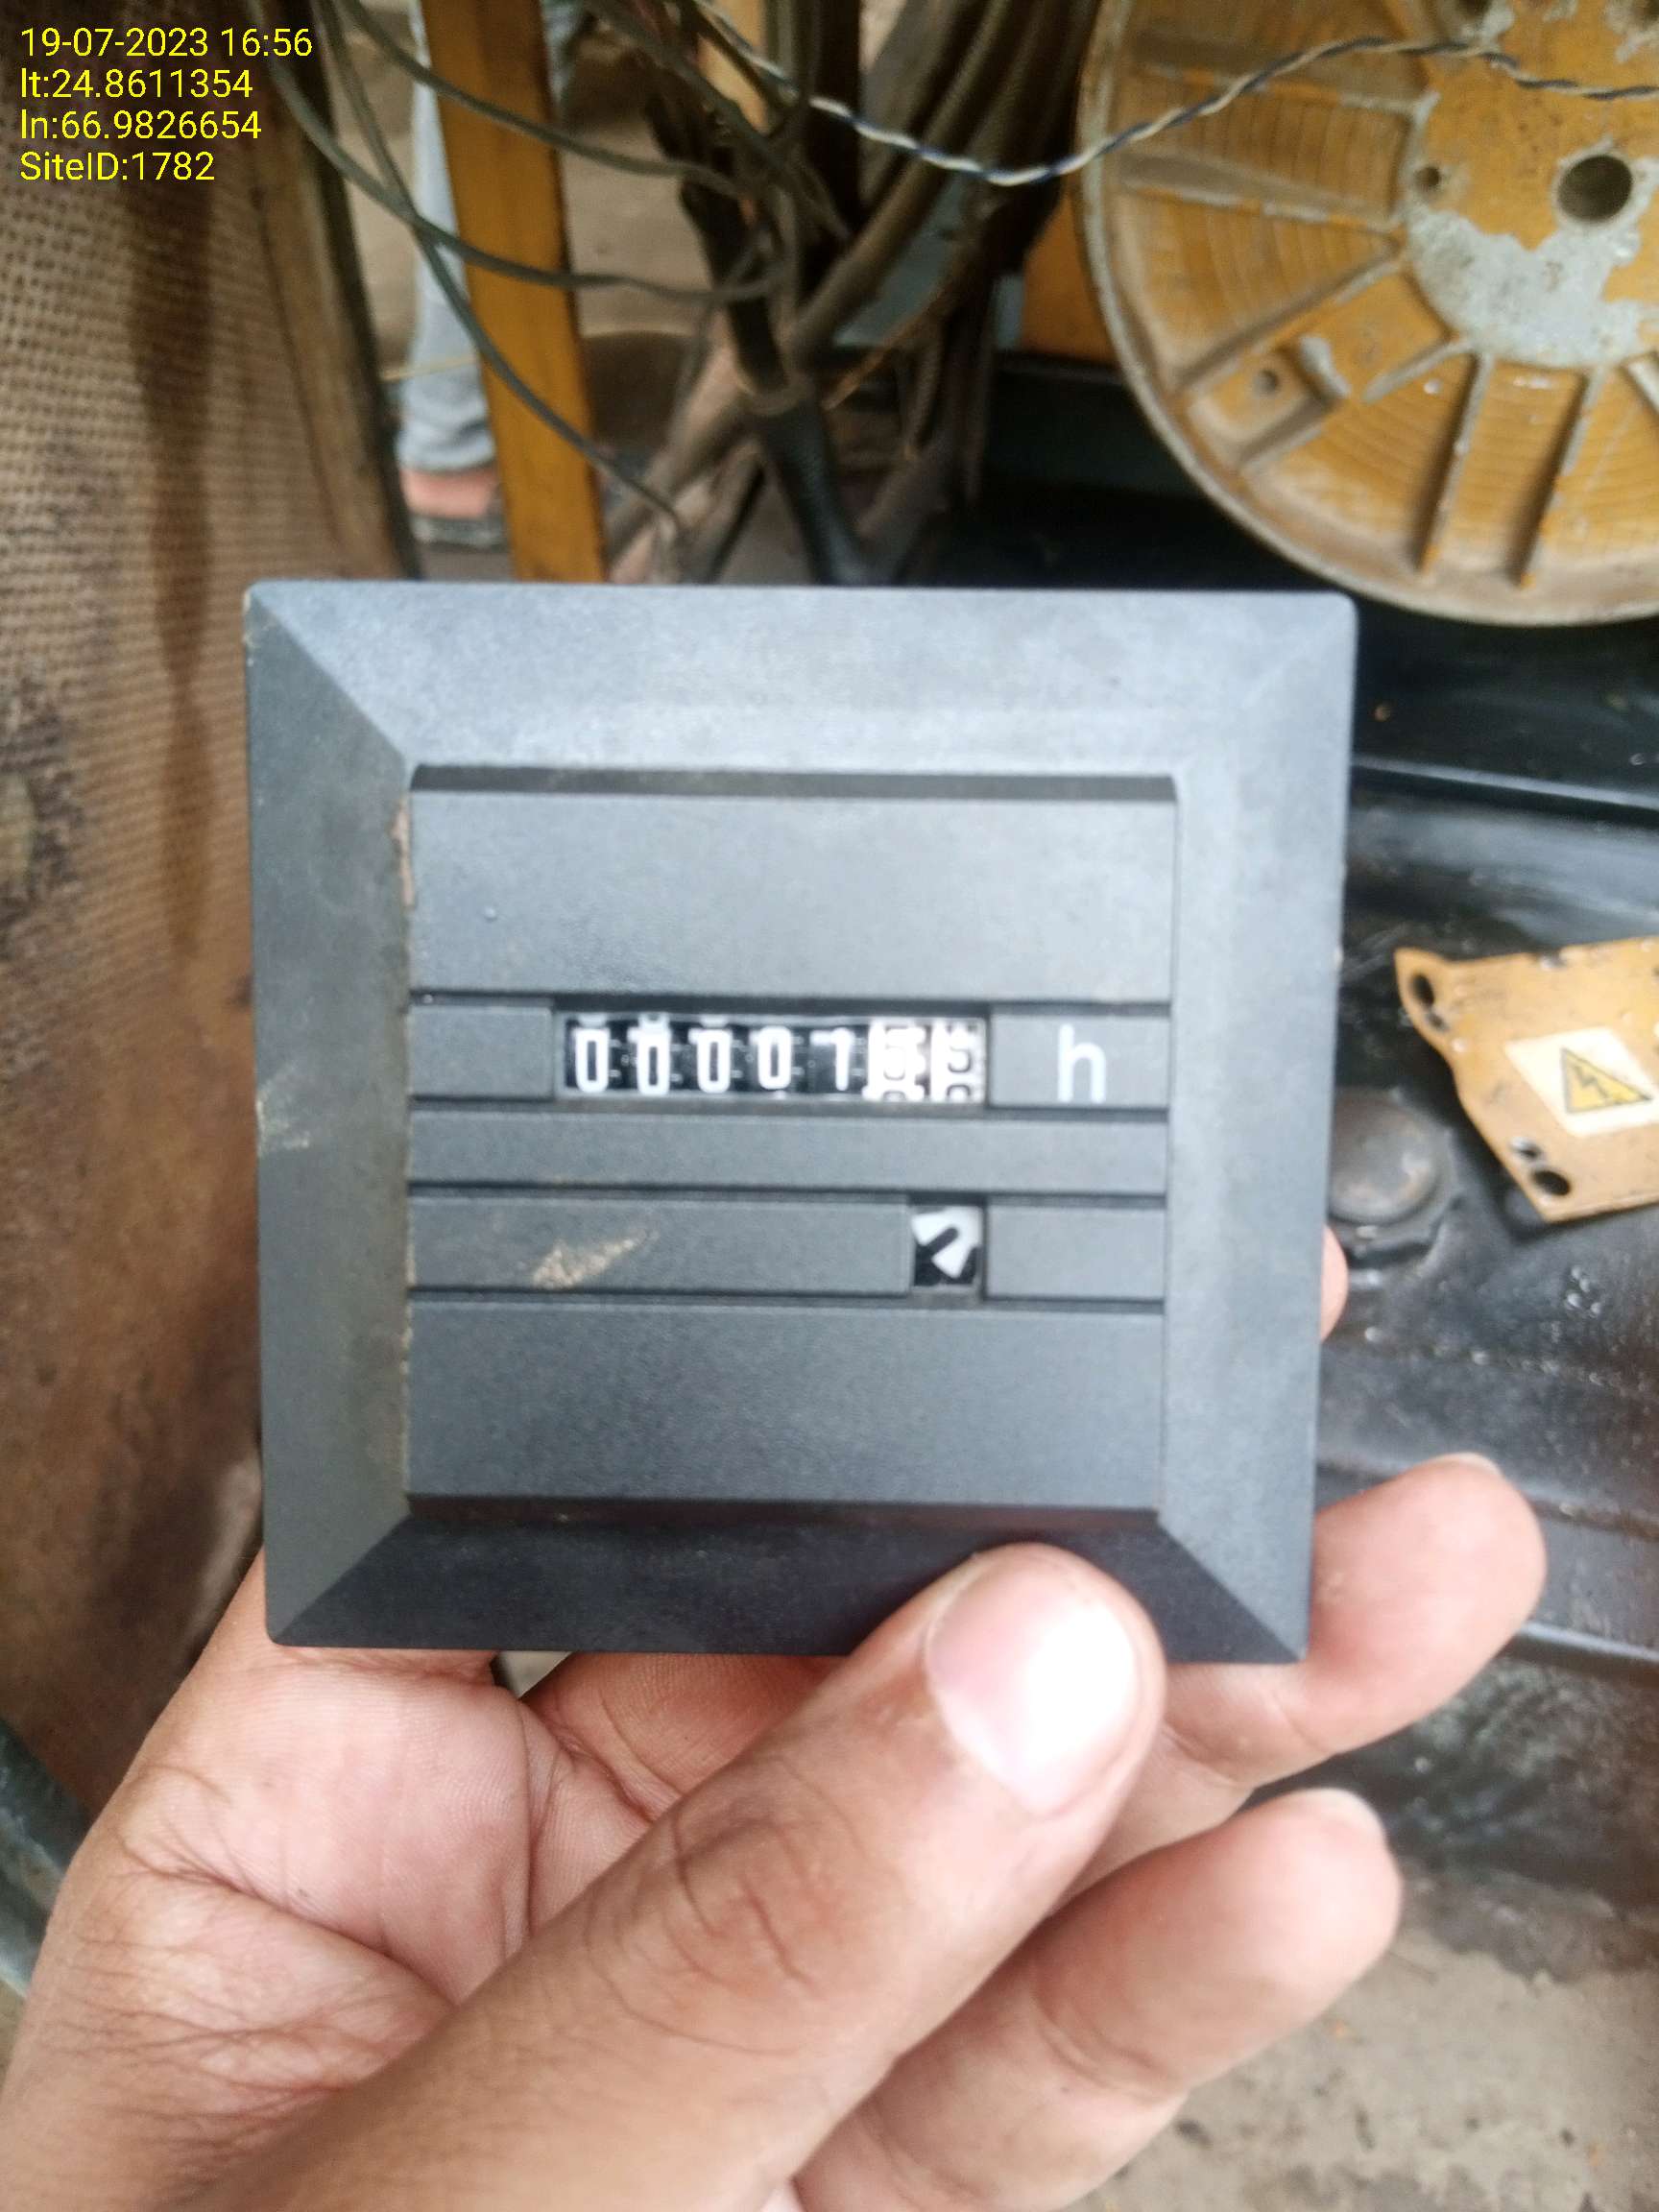 19-07-2023 16:56
lt:24.8611354
ln:66.9826654
SiteID:1782
00001
h